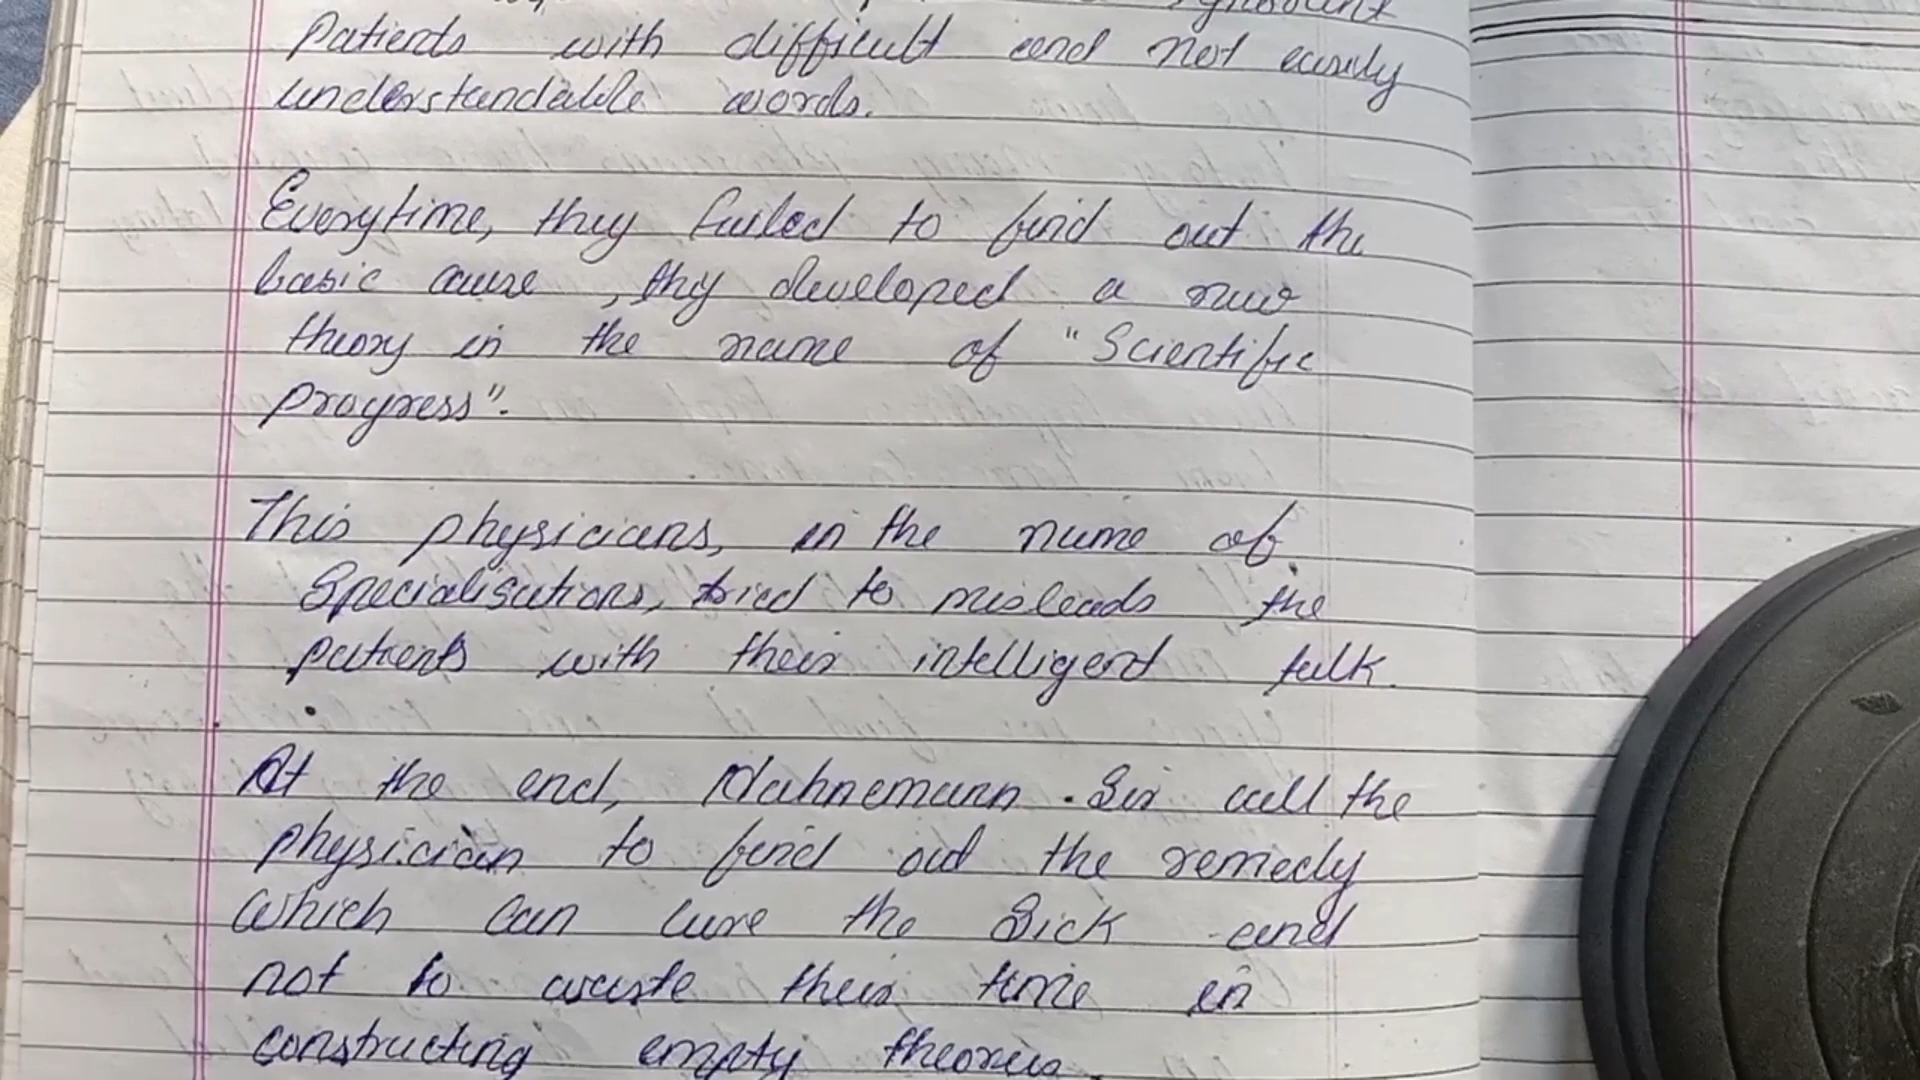 ignorant
Patients with difficult and not easily
understandable words.
Everytime, they failed to find out the
basic cause, thy developed a new
theory in the name of "Scientific
progress".
This physicians, in the name of
Specialisations, tried to misleads the
patients with their intelligent talk.
At the end, Hahnemann Sir call the
physician to find out the remedy
which can cure the Sick and
not to waste their time in
constructing empty theories.